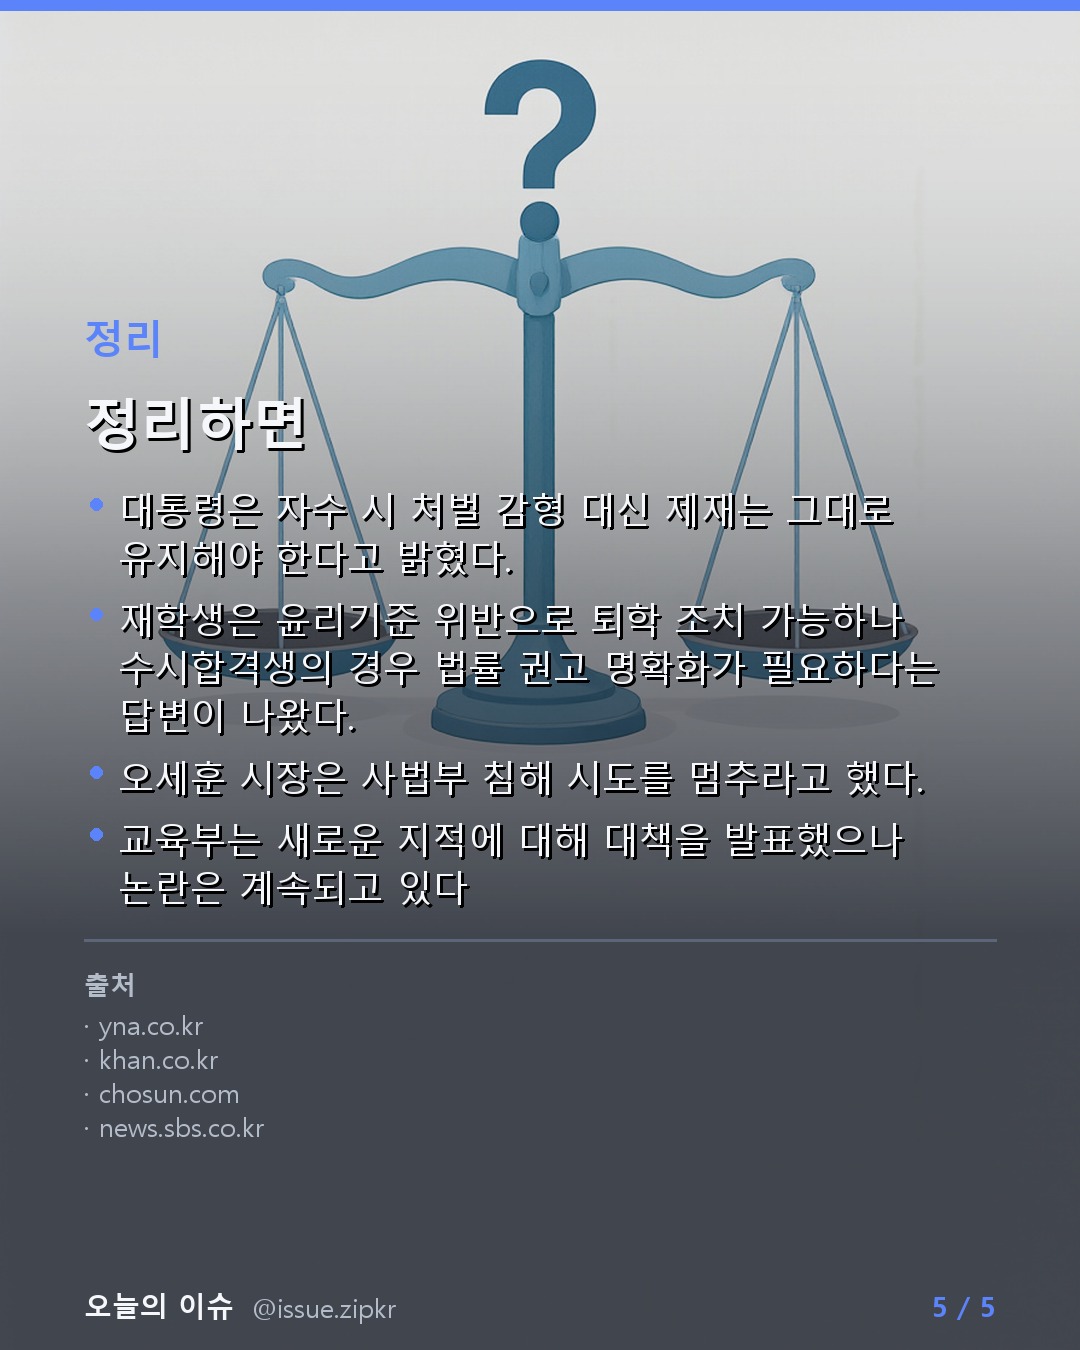 ?
정리
정리하면
• 대통령은 자수 시 처벌 감형 대신 제재는 그대로
유지해야 한다고 밝혔다.
• 재학생은 윤리기준 위반으로 퇴학 조치 가능하나
수시합격생의 경우 법률 권고 명확화가 필요하다는
답변이 나왔다.
• 오세훈 시장은 사법부 침해 시도를 멈추라고 했다.
• 교육부는 새로운 지적에 대해 대책을 발표했으나
논란은 계속되고 있다
출처
· yna.co.kr
· khan.co.kr
· chosun.com
· news.sbs.co.kr
오늘의 이슈 @issue.zipkr 5 / 5